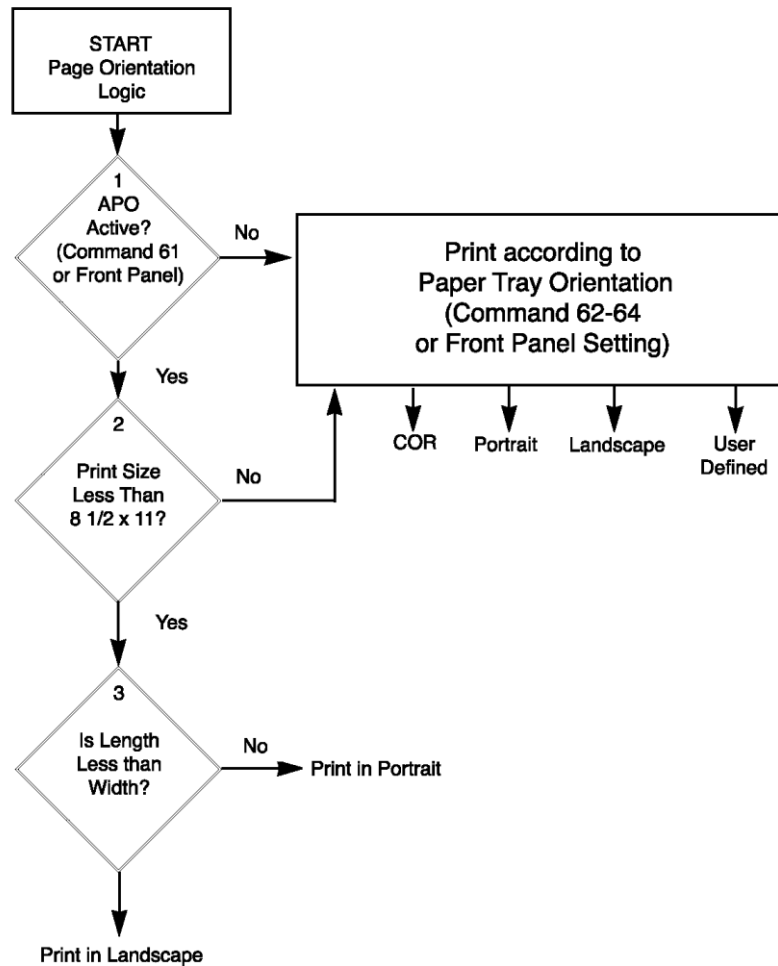 START
Page Orientation
Logic
1
APO
Active?
(Command 61
or Front Panel)
No
Print according to
Paper Tray Orientation
(Command 62-64
or Front Panel Setting)
Yes
COR
Portrait
Landscape
User
Defined
2
Print Size
Less Than
8 1/2 x 11?
No
Yes
3
Is Length
Less than
Width?
No
Print in Portrait
Print in Landscape